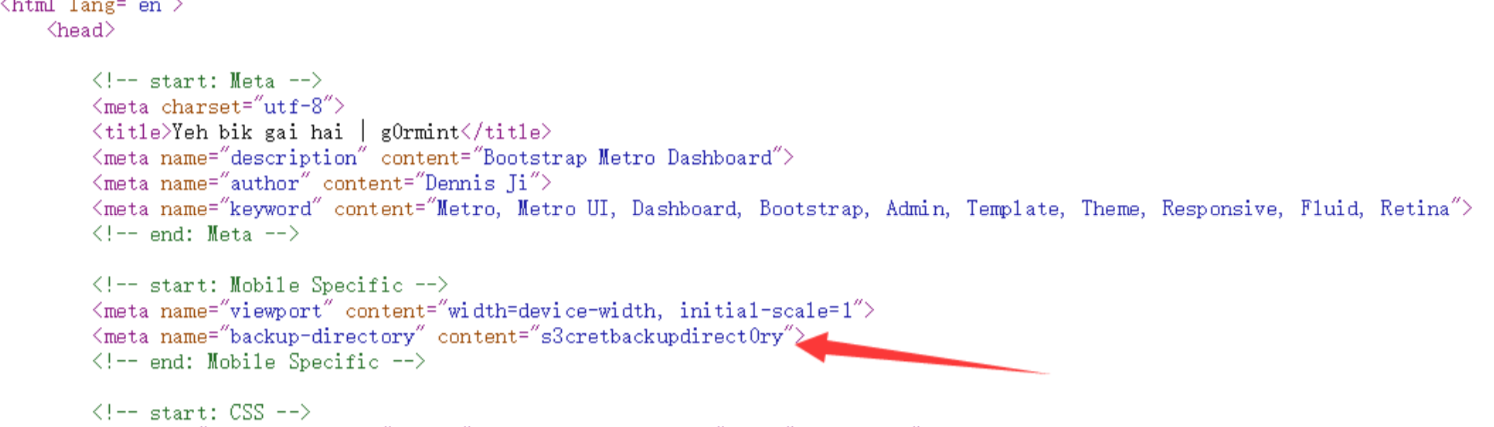 <html lang="en">
<head>
<!-- start: Meta -->
<meta charset="utf-8">
<title>Yeh bik gai hai | g0rmint</title>
<meta name="description" content="Bootstrap Metro Dashboard">
<meta name="author" content="Dennis Ji">
<meta name="keyword" content="Metro, Metro UI, Dashboard, Bootstrap, Admin, Template, Theme, Responsive, Fluid, Retina">
<!-- end: Meta -->
<!-- start: Mobile Specific -->
<meta name="viewport" content="width=device-width, initial-scale=1">
<meta name="backup-directory" content="s3cretbackupdirect0ry">
<!-- end: Mobile Specific -->
<!-- start: CSS -->